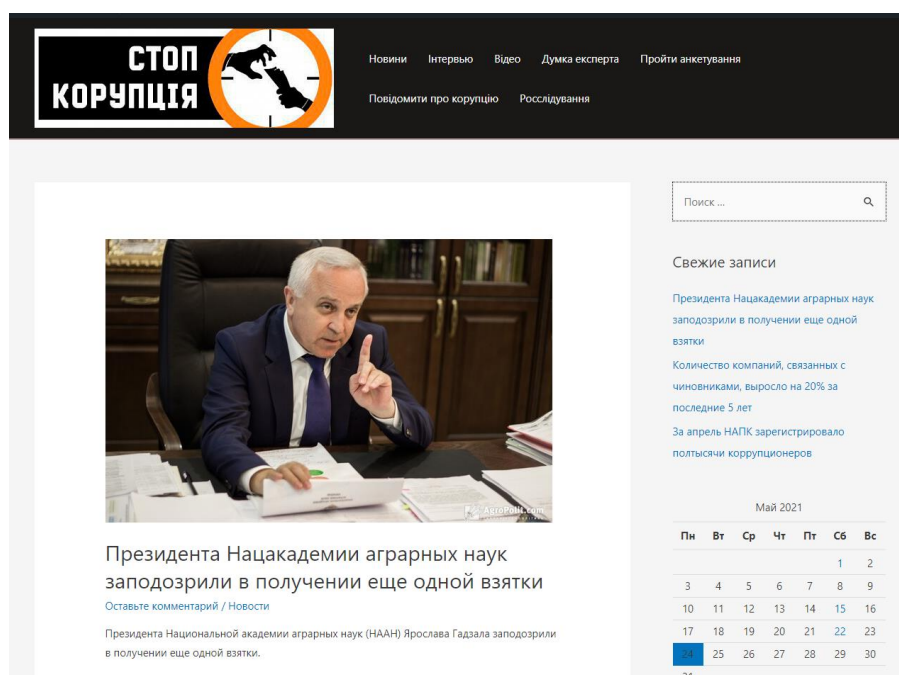 СТОП
КОРУПЦІЯ
Новини Інтервью Відео Думка експерта Пройти анкетування
Повідомити про корупцію Росслідування
Поиск ...
Свежие записи
Президента Нацакадемии аграрных наук
заподозрили в получении еще одной
взятки
Количество компаний, связанных с
чиновниками, выросло на 20% за
последние 5 лет
За апрель НАПК зарегистрировало
полтысячи коррупционеров
AgroPolit.com
Президента Нацакадемии аграрных наук
заподозрили в получении еще одной взятки
Оставьте комментарий / Новости
Президента Национальной академии аграрных наук (НААН) Ярослава Гадзала заподозрили
в получении еще одной взятки.
Май 2021
Пн Вт Ср Чт Пт Сб Вс
1 2
3 4 5 6 7 8 9
10 11 12 13 14 15 16
17 18 19 20 21 22 23
24 25 26 27 28 29 30